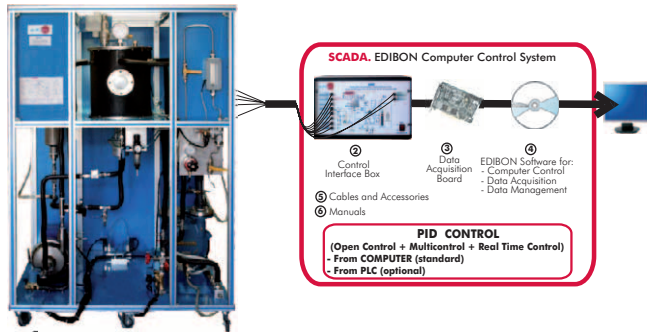 SCADA. EDIBON Computer Control System
②
Control
Interface Box
③
Data
Acquisition
Board
④
EDIBON Software for:
- Computer Control
- Data Acquisition
- Data Management
⑤ Cables and Accessories
⑥ Manuals
PID CONTROL
(Open Control + Multicontrol + Real Time Control)
- From COMPUTER (standard)
- From PLC (optional)